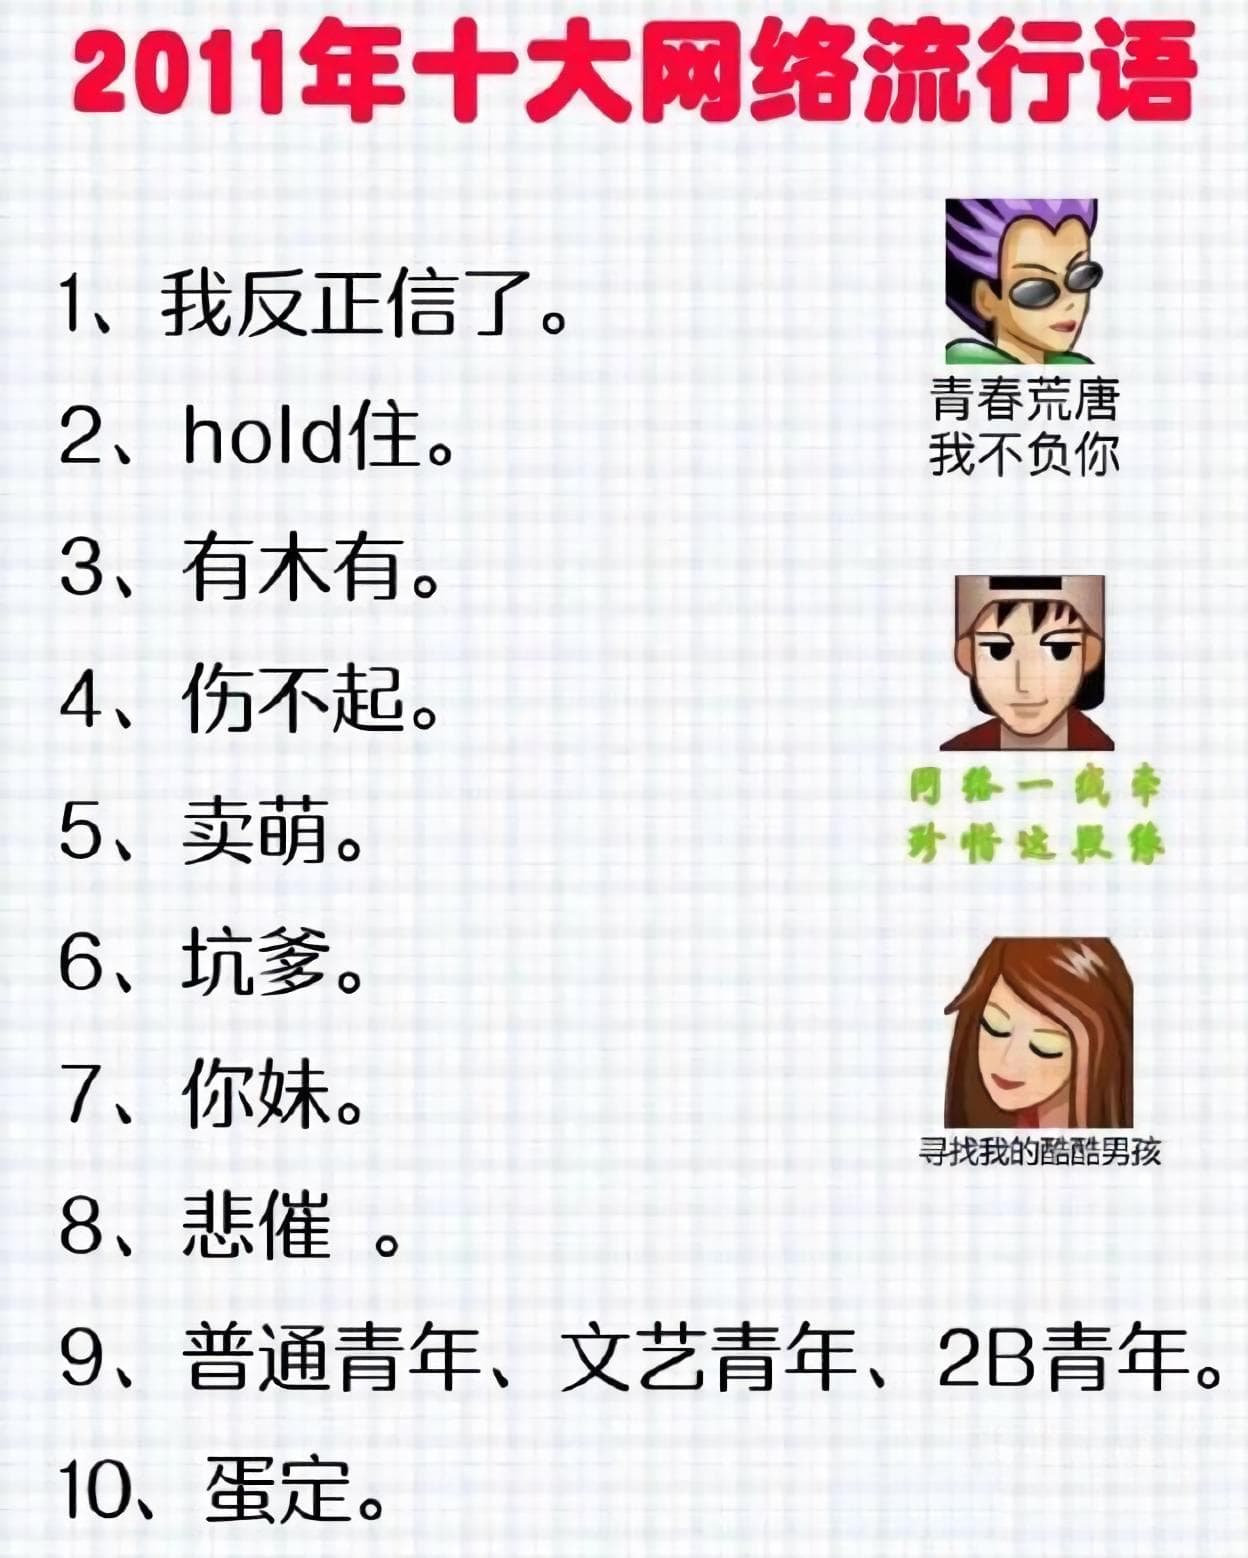 2011年十大网络流行语
1、我反正信了。
2、hold住。
3、有木有。
4、伤不起。
5、卖萌。
6、坑爹。
7、你妹。
8、悲催 。
9、普通青年、文艺青年、2B青年。
10、蛋定。
青春荒唐
我不负你
网络一线牵
珍惜这段缘
寻找我的酷酷男孩